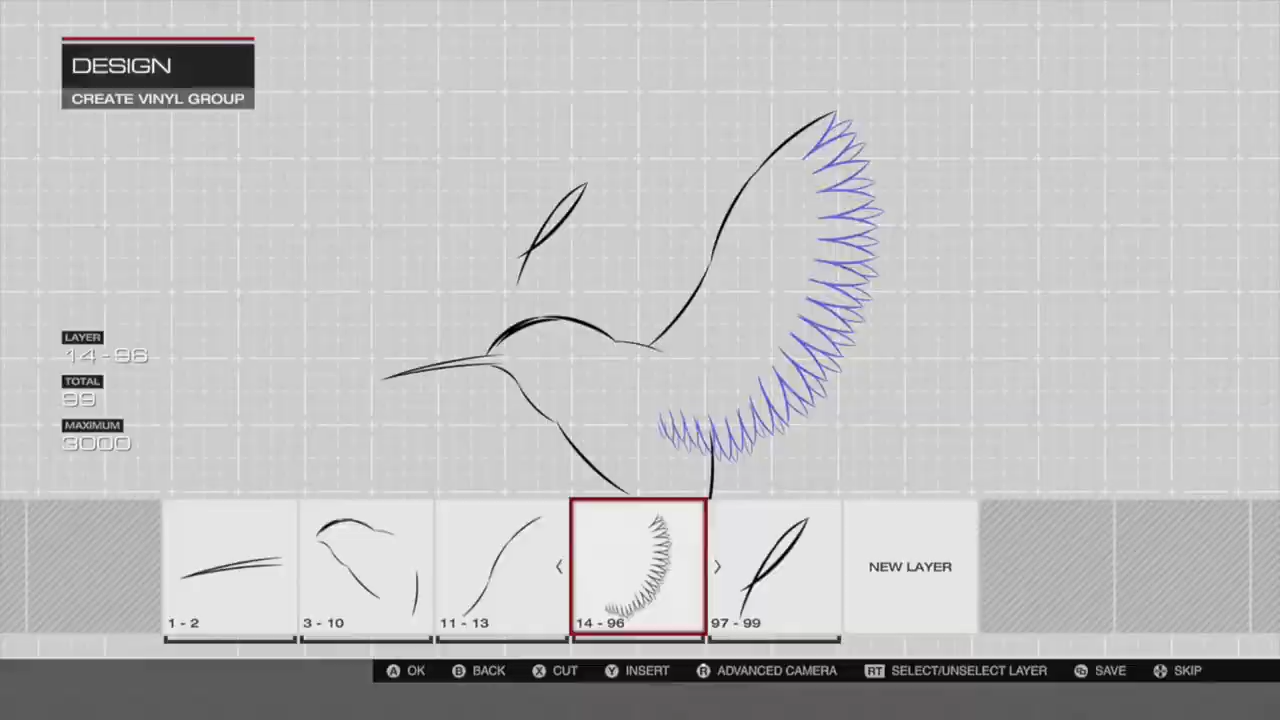 DESIGN
CREATE VINYL GROUP
LAYER
14 - 96
TOTAL
99
MAXIMUM
3000
1 - 2
3 - 10
11 - 13
14 - 96
97 - 99
NEW LAYER
A OK B BACK X CUT Y INSERT R ADVANCED CAMERA RT SELECT/UNSELECT LAYER SAVE SKIP